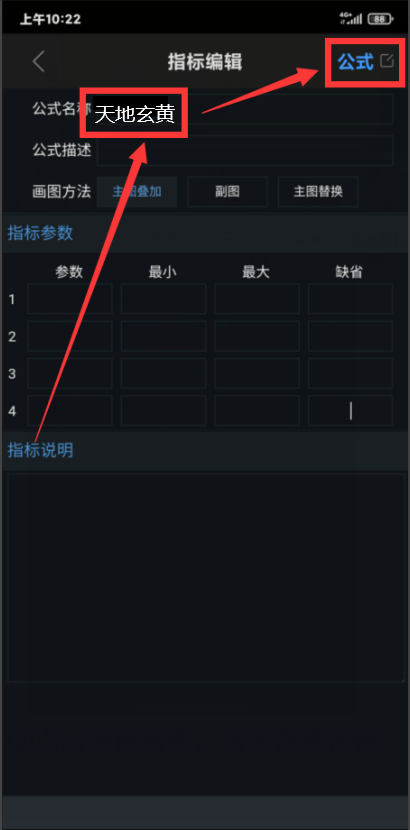 上午10:22 4G+ 88
指标编辑 公式
公式名称 天地玄黄
公式描述
画图方法 主图叠加 副图 主图替换
指标参数
参数 最小 最大 缺省
1
2
3
4
指标说明